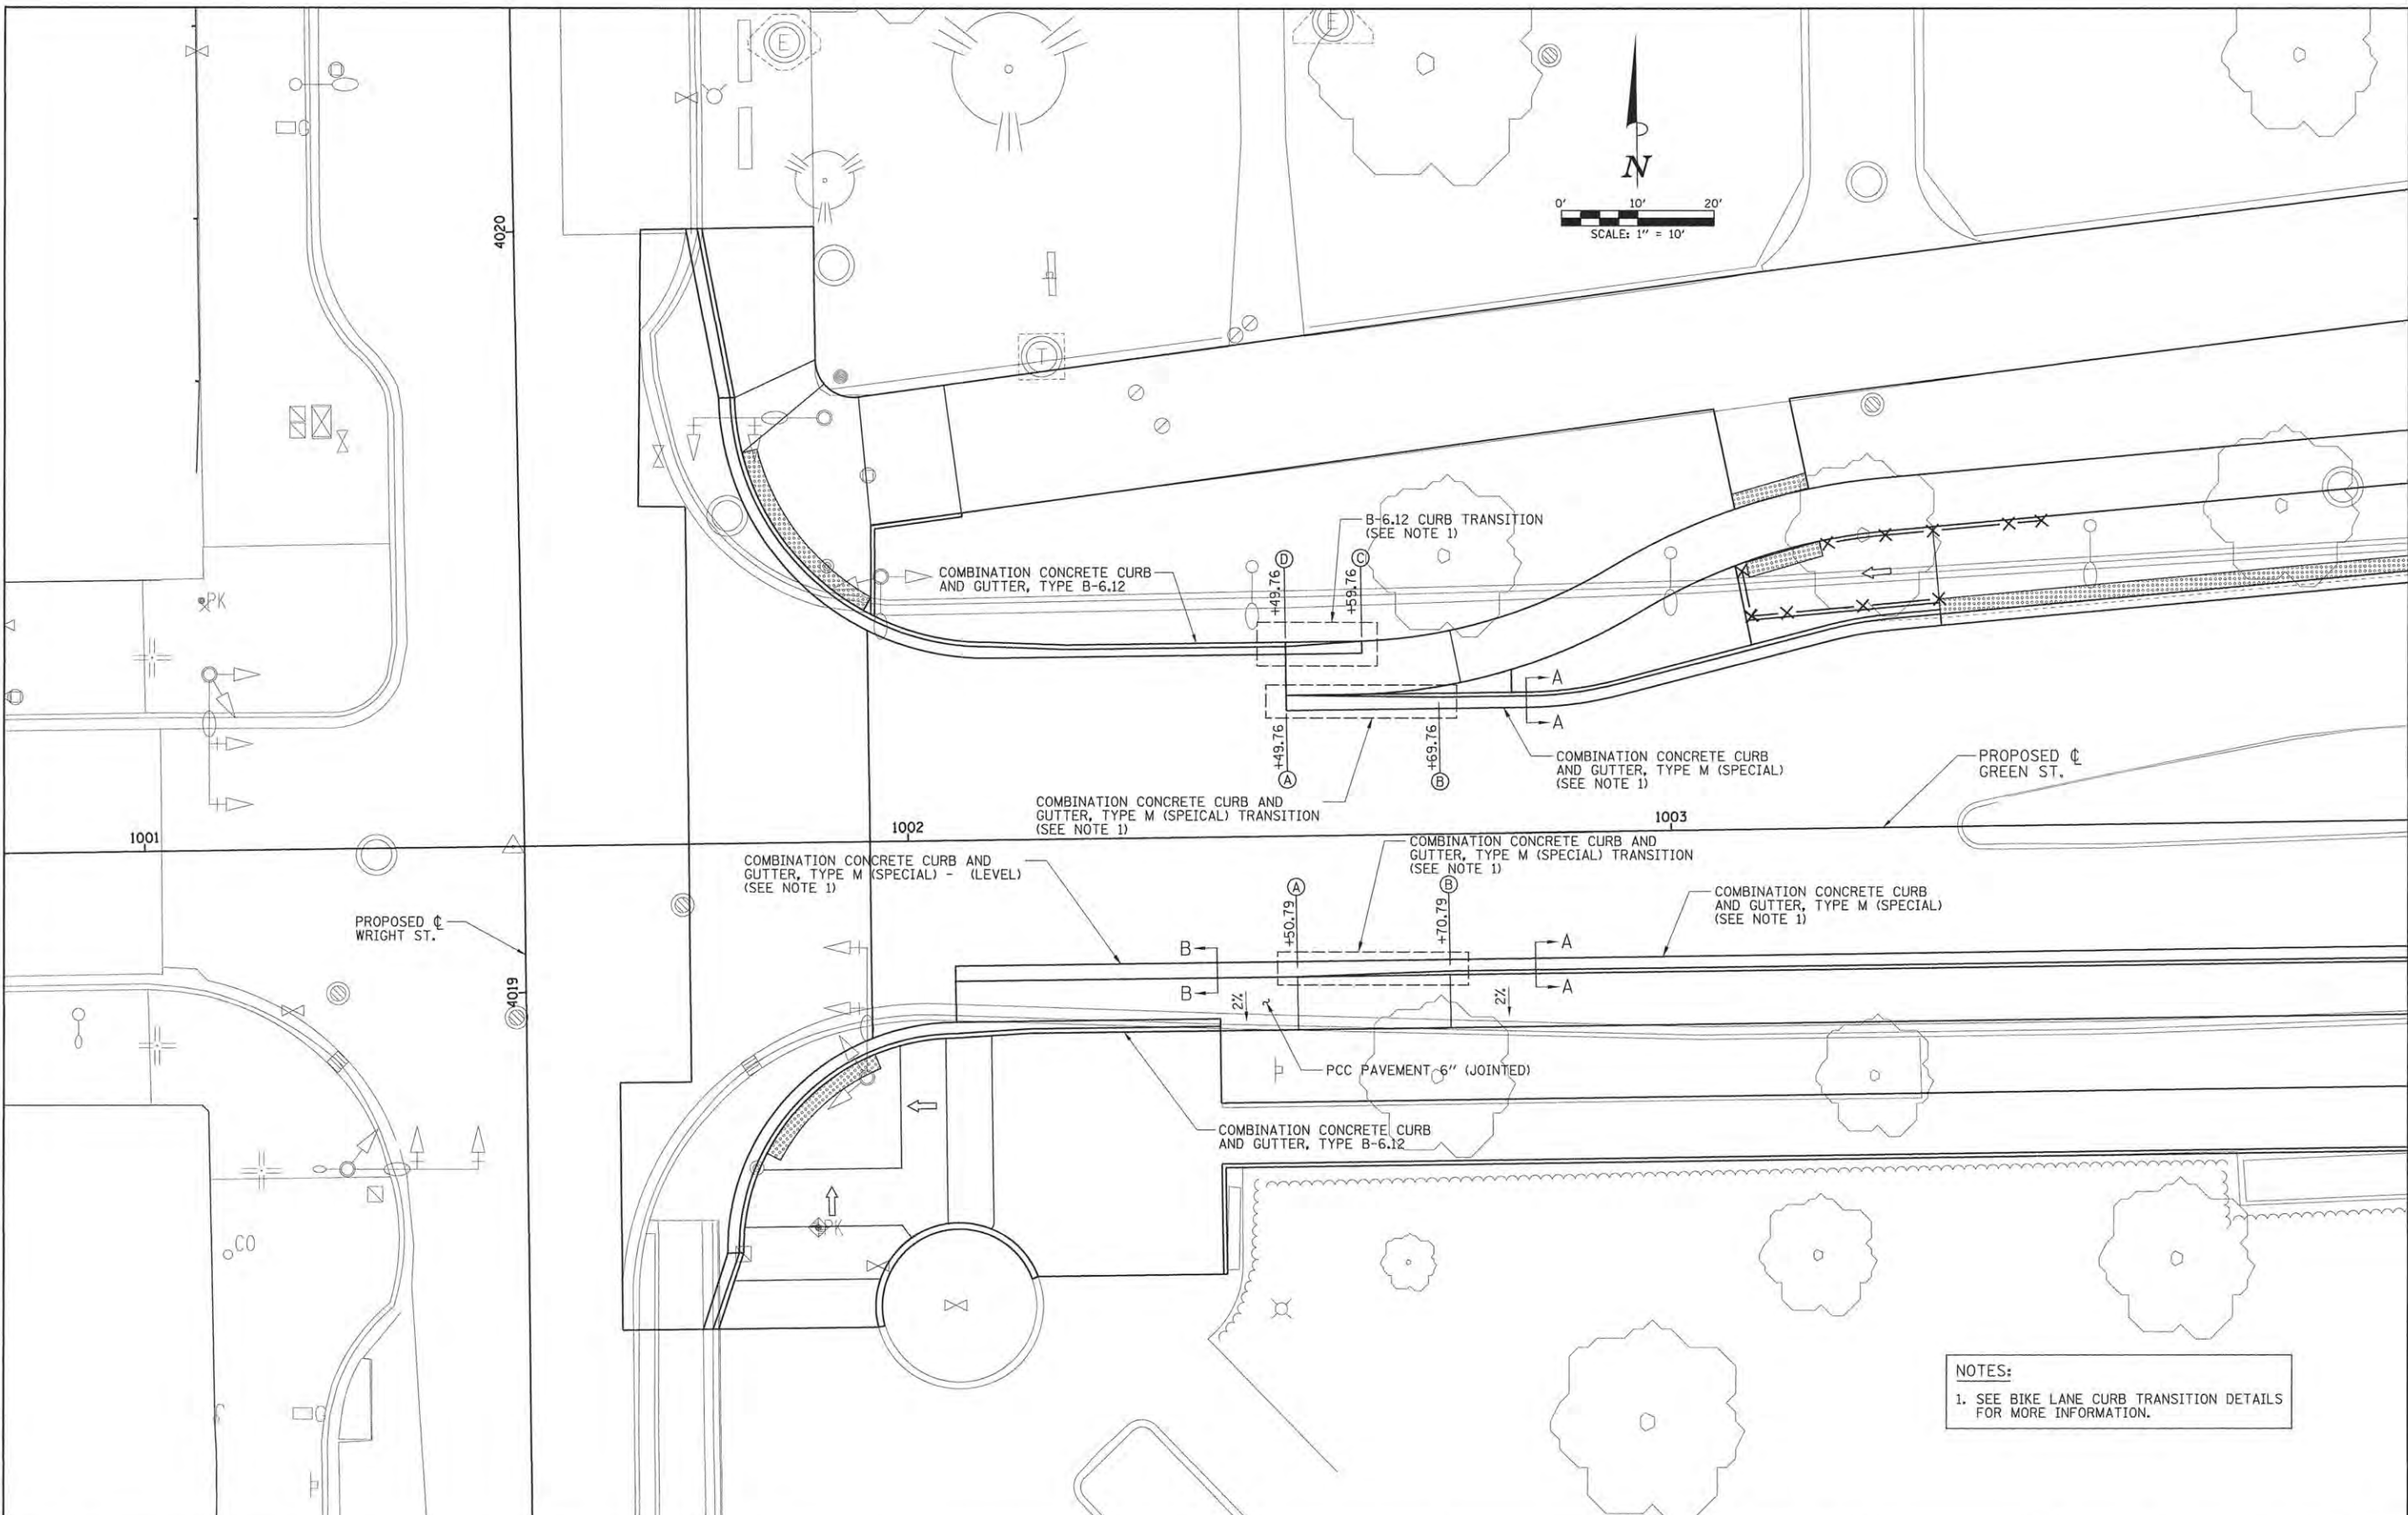 E
E
N
0' 10' 20'
SCALE: 1" = 10'
4020
T
B-6.12 CURB TRANSITION
(SEE NOTE 1)
D
C
+49.76
+59.76
COMBINATION CONCRETE CURB
AND GUTTER, TYPE B-6.12
PK
A
A
+49.76
+69.76
A
B
COMBINATION CONCRETE CURB
AND GUTTER, TYPE M (SPECIAL)
(SEE NOTE 1)
PROPOSED ℄
GREEN ST.
COMBINATION CONCRETE CURB AND
GUTTER, TYPE M (SPEICAL) TRANSITION
(SEE NOTE 1)
1001
1002
1003
COMBINATION CONCRETE CURB AND
GUTTER, TYPE M (SPECIAL) TRANSITION
(SEE NOTE 1)
COMBINATION CONCRETE CURB AND
GUTTER, TYPE M (SPECIAL) - (LEVEL)
(SEE NOTE 1)
A
B
+50.79
+70.79
COMBINATION CONCRETE CURB
AND GUTTER, TYPE M (SPECIAL)
(SEE NOTE 1)
PROPOSED ℄
WRIGHT ST.
B
B
A
A
4019
2%
2%
PCC PAVEMENT 6" (JOINTED)
COMBINATION CONCRETE CURB
AND GUTTER, TYPE B-6.12
PK
CO
NOTES:
1. SEE BIKE LANE CURB TRANSITION DETAILS
FOR MORE INFORMATION.